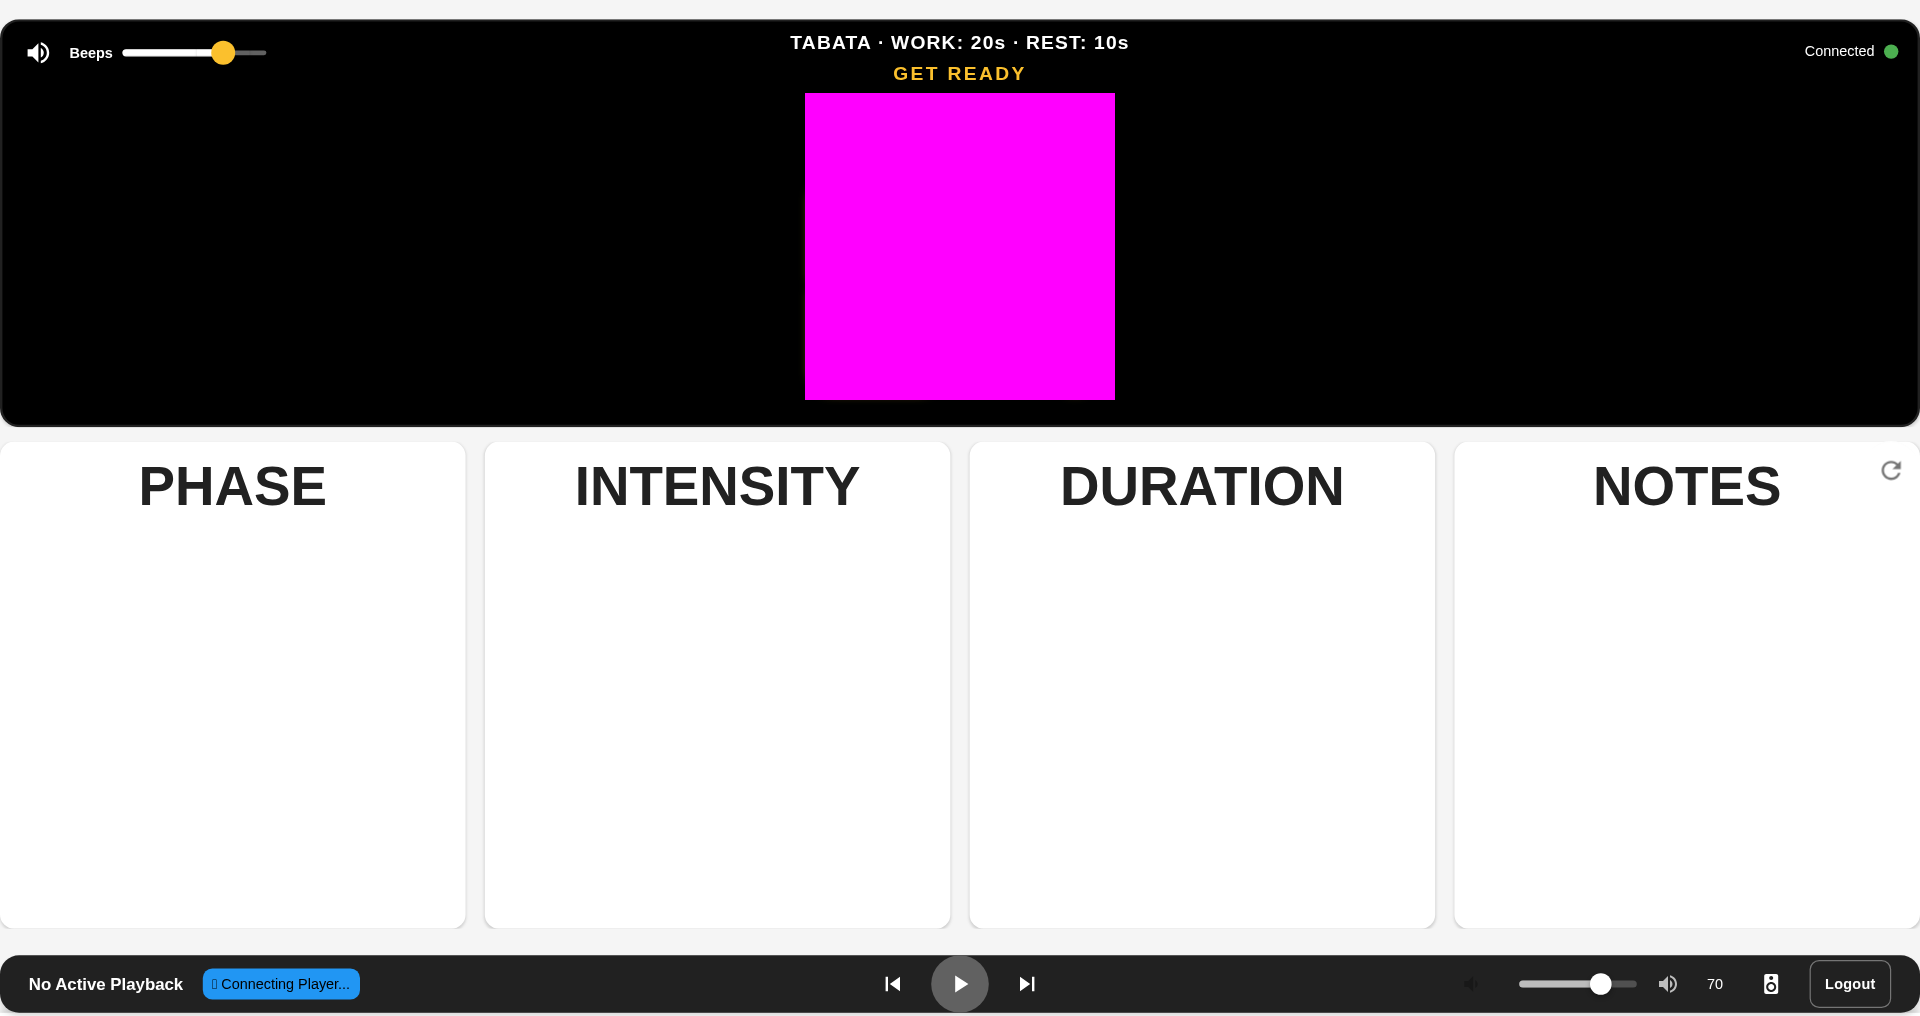 Beeps
TABATA · WORK: 20s · REST: 10s
GET READY
Connected
PHASE
INTENSITY
DURATION
NOTES
No Active Playback
Connecting Player...
70
Logout